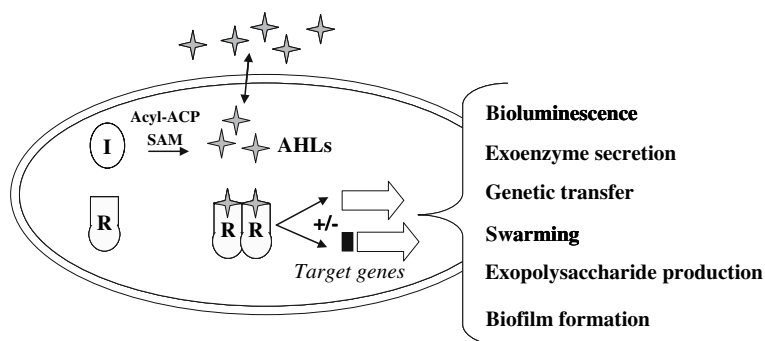 Acyl-ACP
SAM
I
AHLs
R
R R
+/-
Target genes
Bioluminescence
Exoenzyme secretion
Genetic transfer
Swarming
Exopolysaccharide production
Biofilm formation